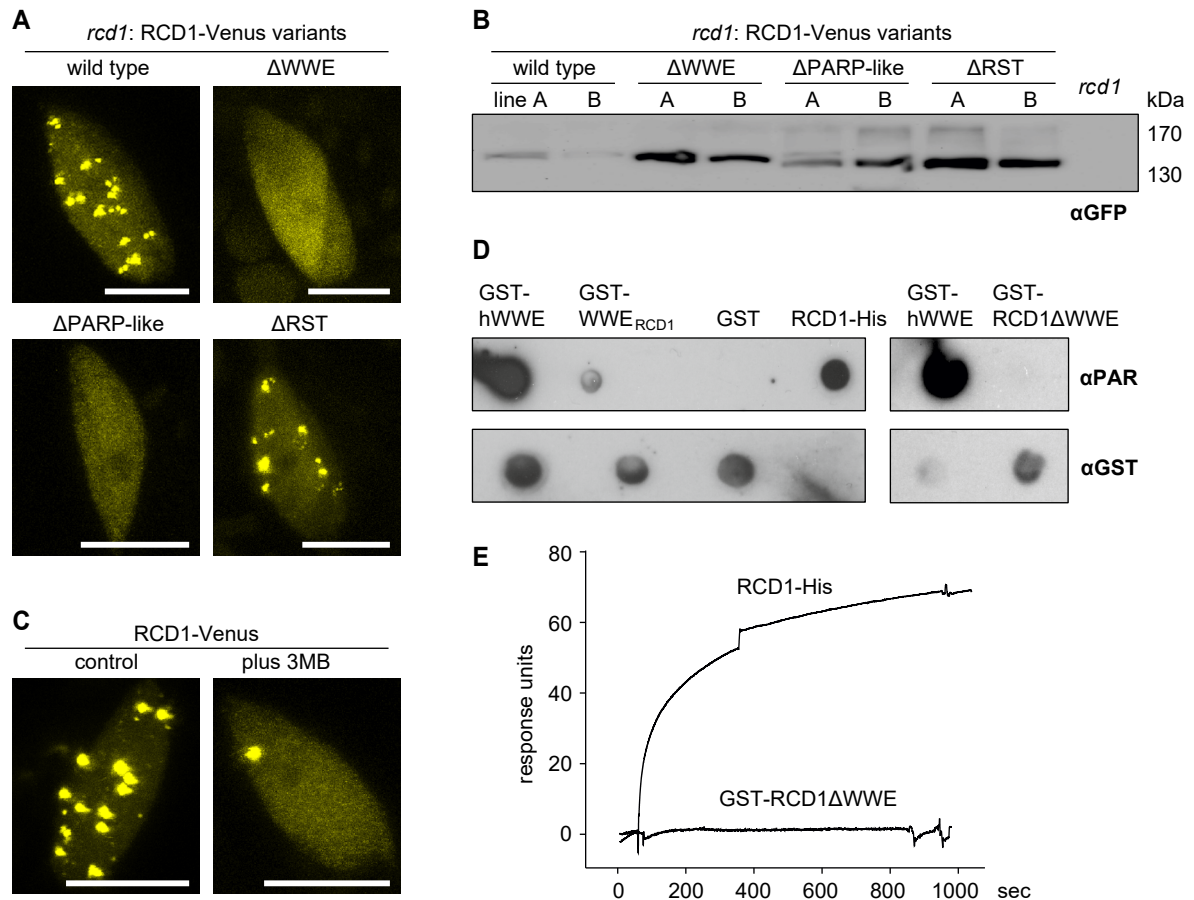 A
rcd1: RCD1-Venus variants
wild type ΔWWE
ΔPARP-like ΔRST
B
rcd1: RCD1-Venus variants
wild type ΔWWE ΔPARP-like ΔRST rcd1
line A B A B A B A B kDa
170
130
αGFP
C
RCD1-Venus
control plus 3MB
D
GST-hWWE GST-WWERCD1 GST RCD1-His GST-hWWE GST-RCD1ΔWWE
αPAR
αGST
E
80
60
40
20
0
response units
RCD1-His
GST-RCD1ΔWWE
0 200 400 600 800 1000 sec